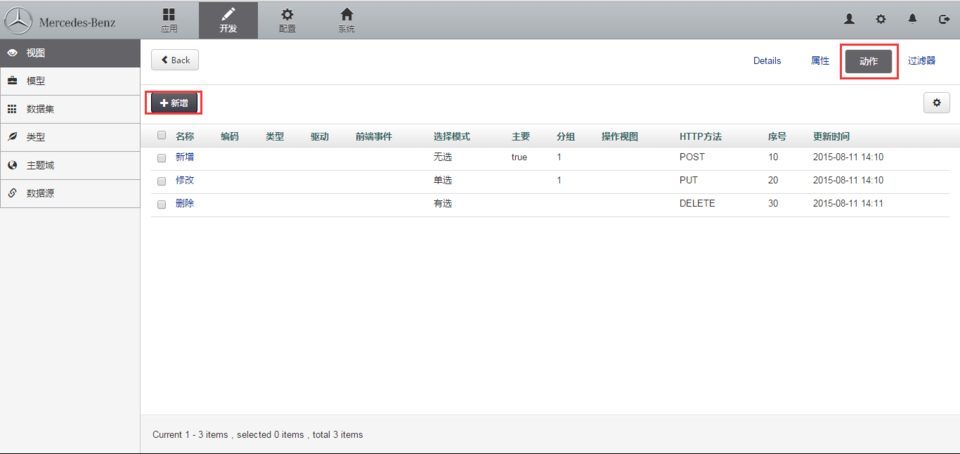 Mercedes-Benz
应用 开发 配置 系统
视图
模型
数据集
类型
主题域
数据源
Back Details 属性 动作 过滤器
新增
名称 编码 类型 驱动 前端事件 选择模式 主要 分组 操作视图 HTTP方法 序号 更新时间
新增 无选 true 1 POST 10 2015-08-11 14:10
修改 单选 1 PUT 20 2015-08-11 14:10
删除 有选 DELETE 30 2015-08-11 14:11
Current 1 - 3 items , selected 0 items , total 3 items